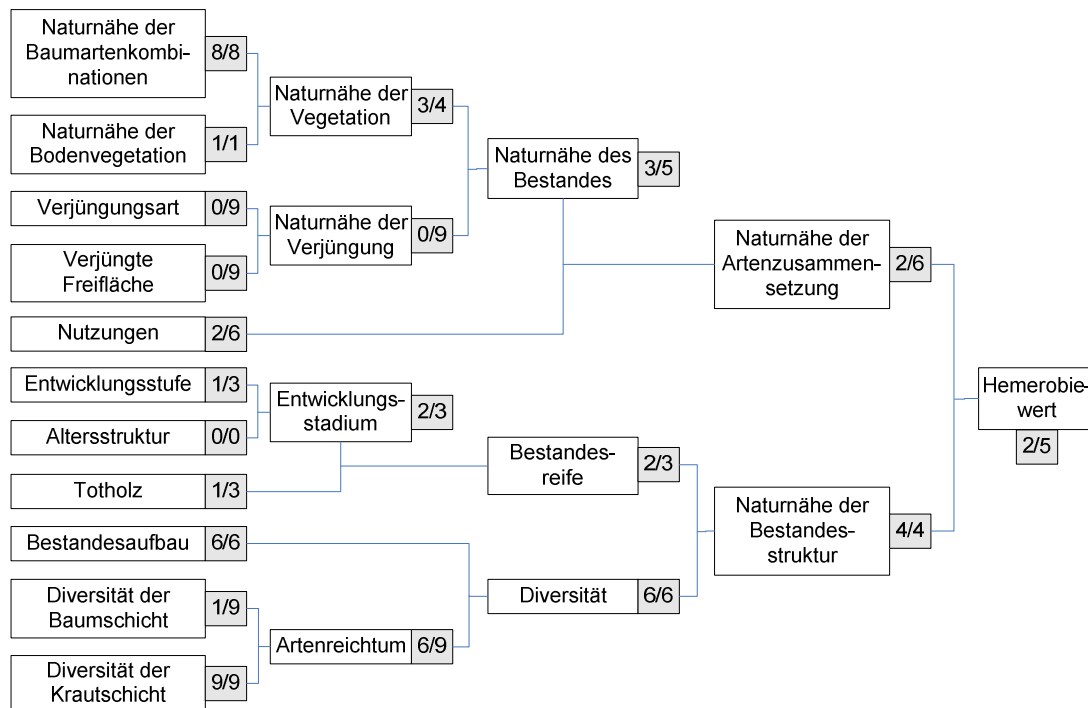 Naturnähe der
Baumartenkombi-
nationen
8/8
Naturnähe der
Bodenvegetation
1/1
Verjüngungsart
0/9
Verjüngte
Freifläche
0/9
Nutzungen
2/6
Entwicklungsstufe
1/3
Altersstruktur
0/0
Totholz
1/3
Bestandesaufbau
6/6
Diversität der
Baumschicht
1/9
Diversität der
Krautschicht
9/9
Naturnähe der
Vegetation
3/4
Naturnähe der
Verjüngung
0/9
Entwicklungs-
stadium
2/3
Artenreichtum
6/9
Naturnähe des
Bestandes
3/5
Bestandes-
reife
2/3
Diversität
6/6
Naturnähe der
Artenzusammen-
setzung
2/6
Naturnähe der
Bestandes-
struktur
4/4
Hemerobie-
wert
2/5